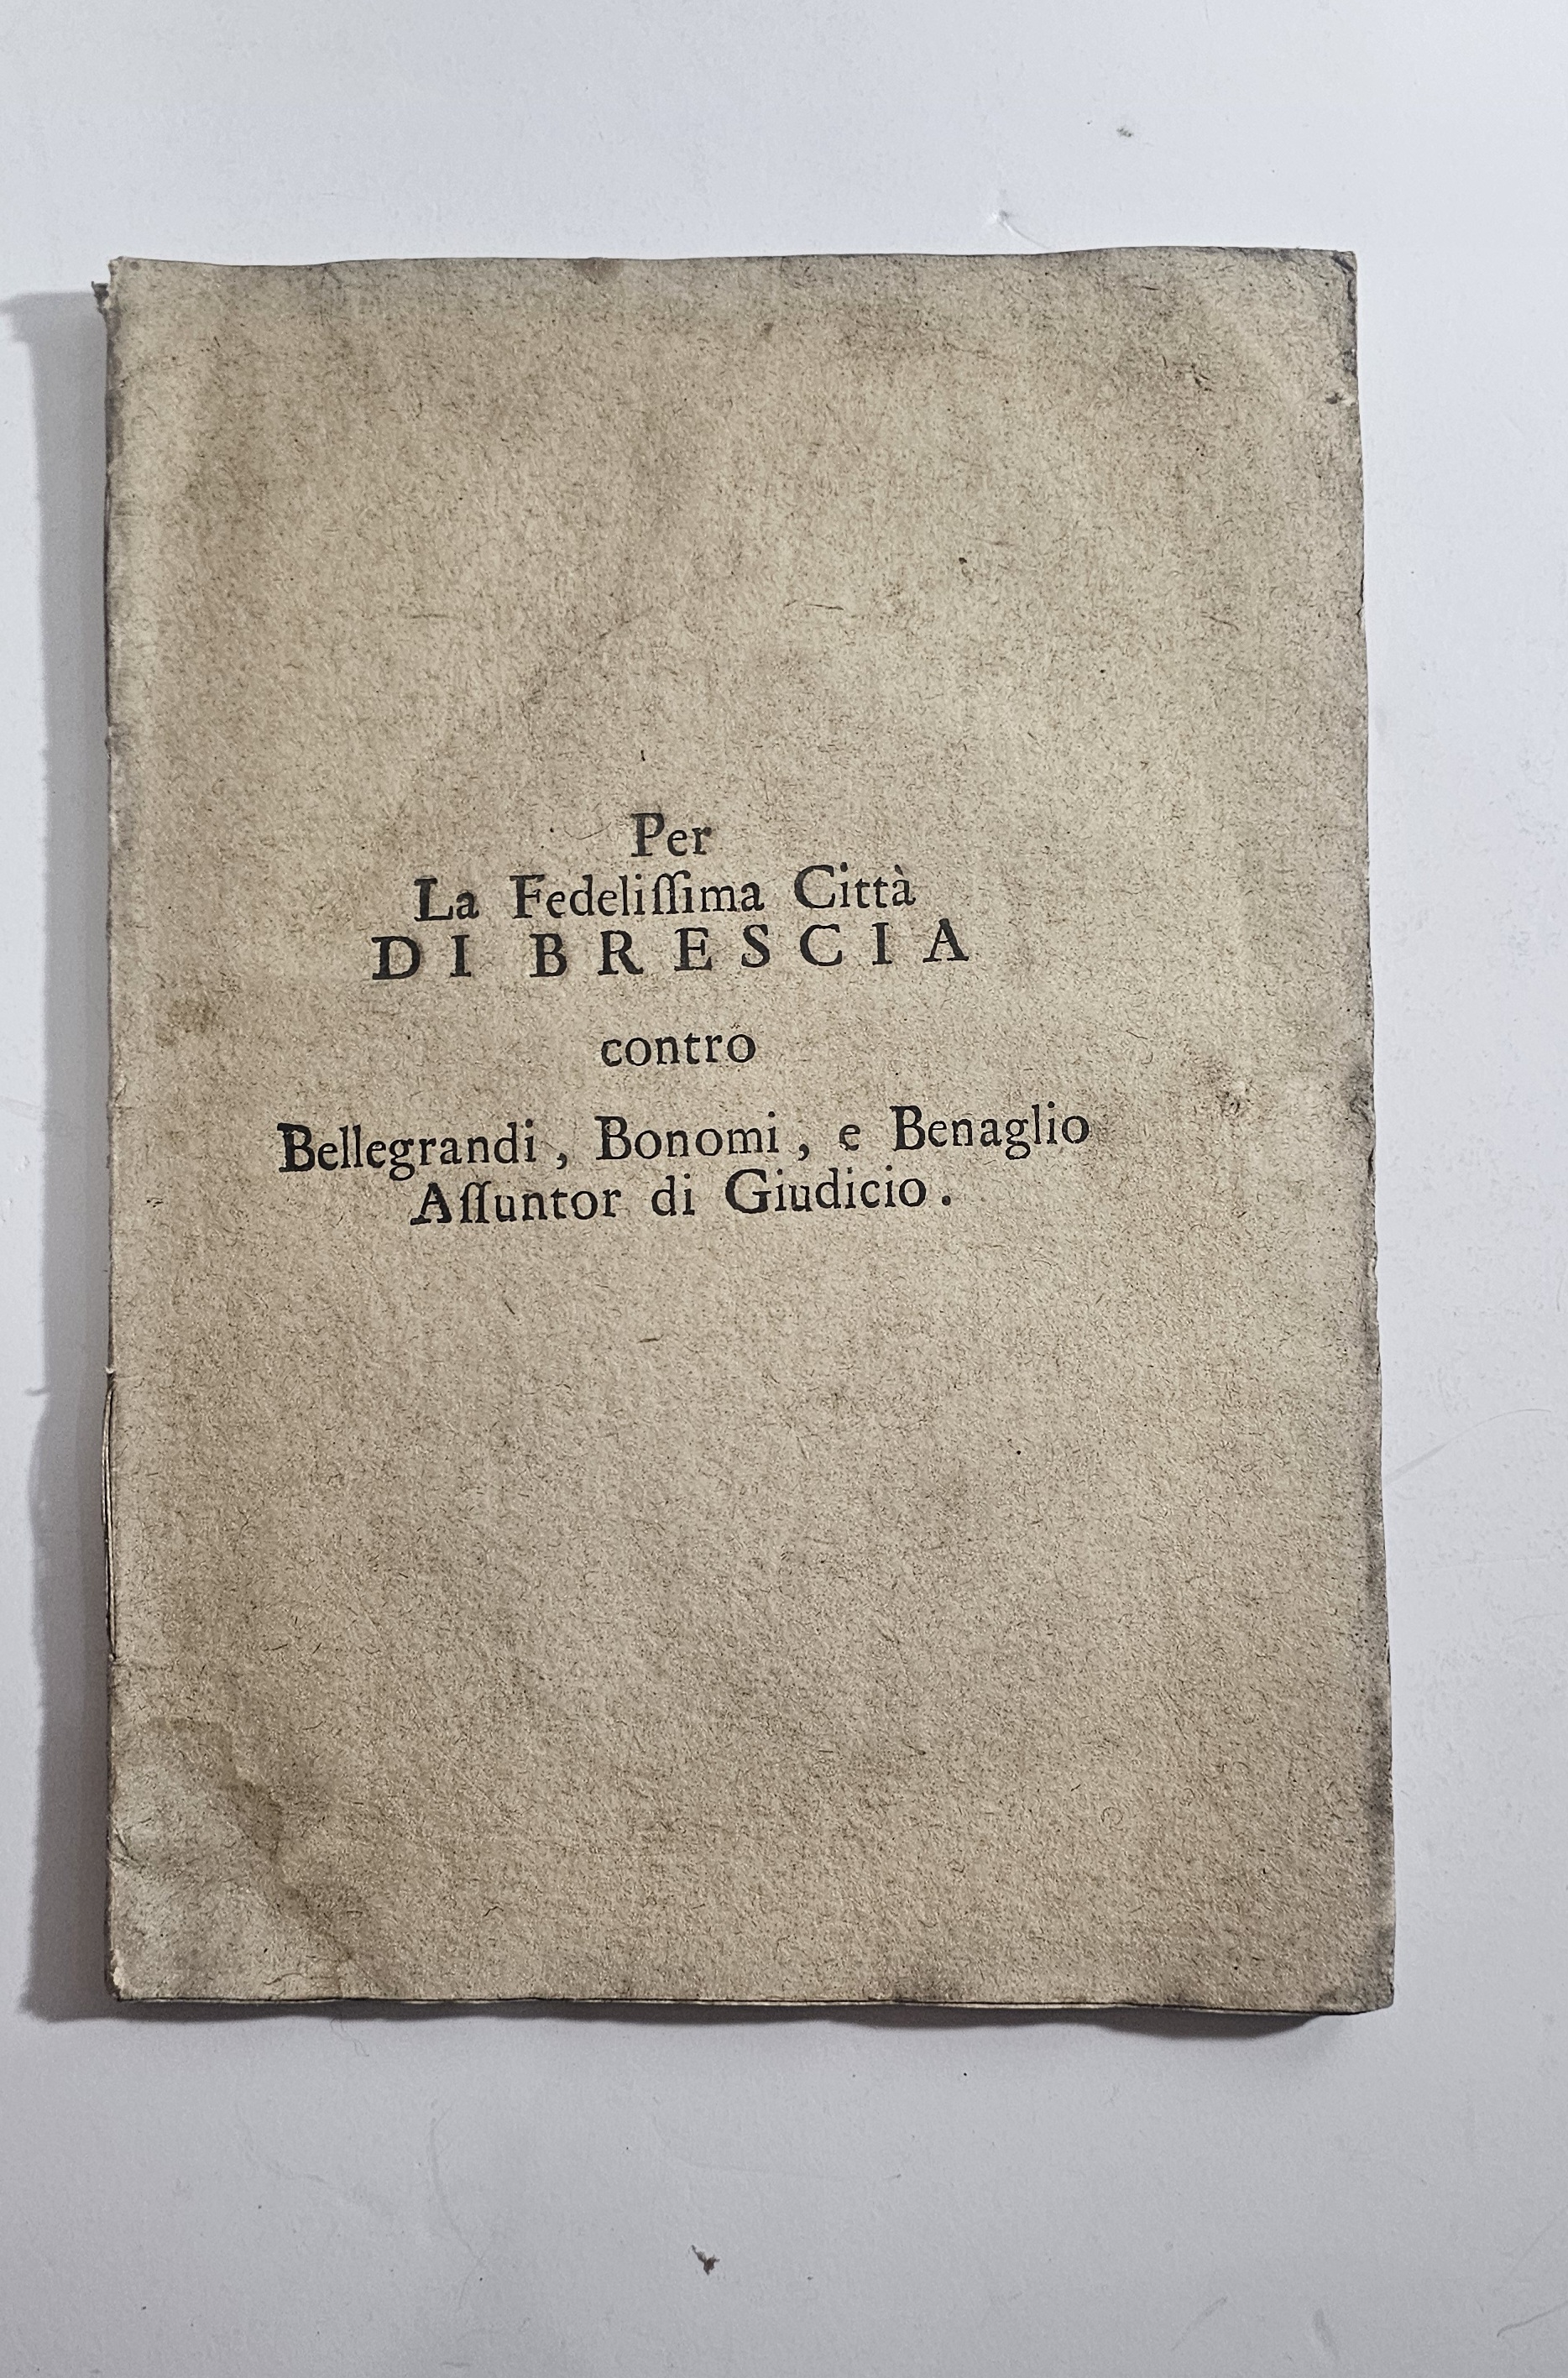 Per
La Fedeliſſima Città
DI BRESCIA
contro
Bellegrandi, Bonomi, e Benaglio
Aſſuntor di Giudicio.